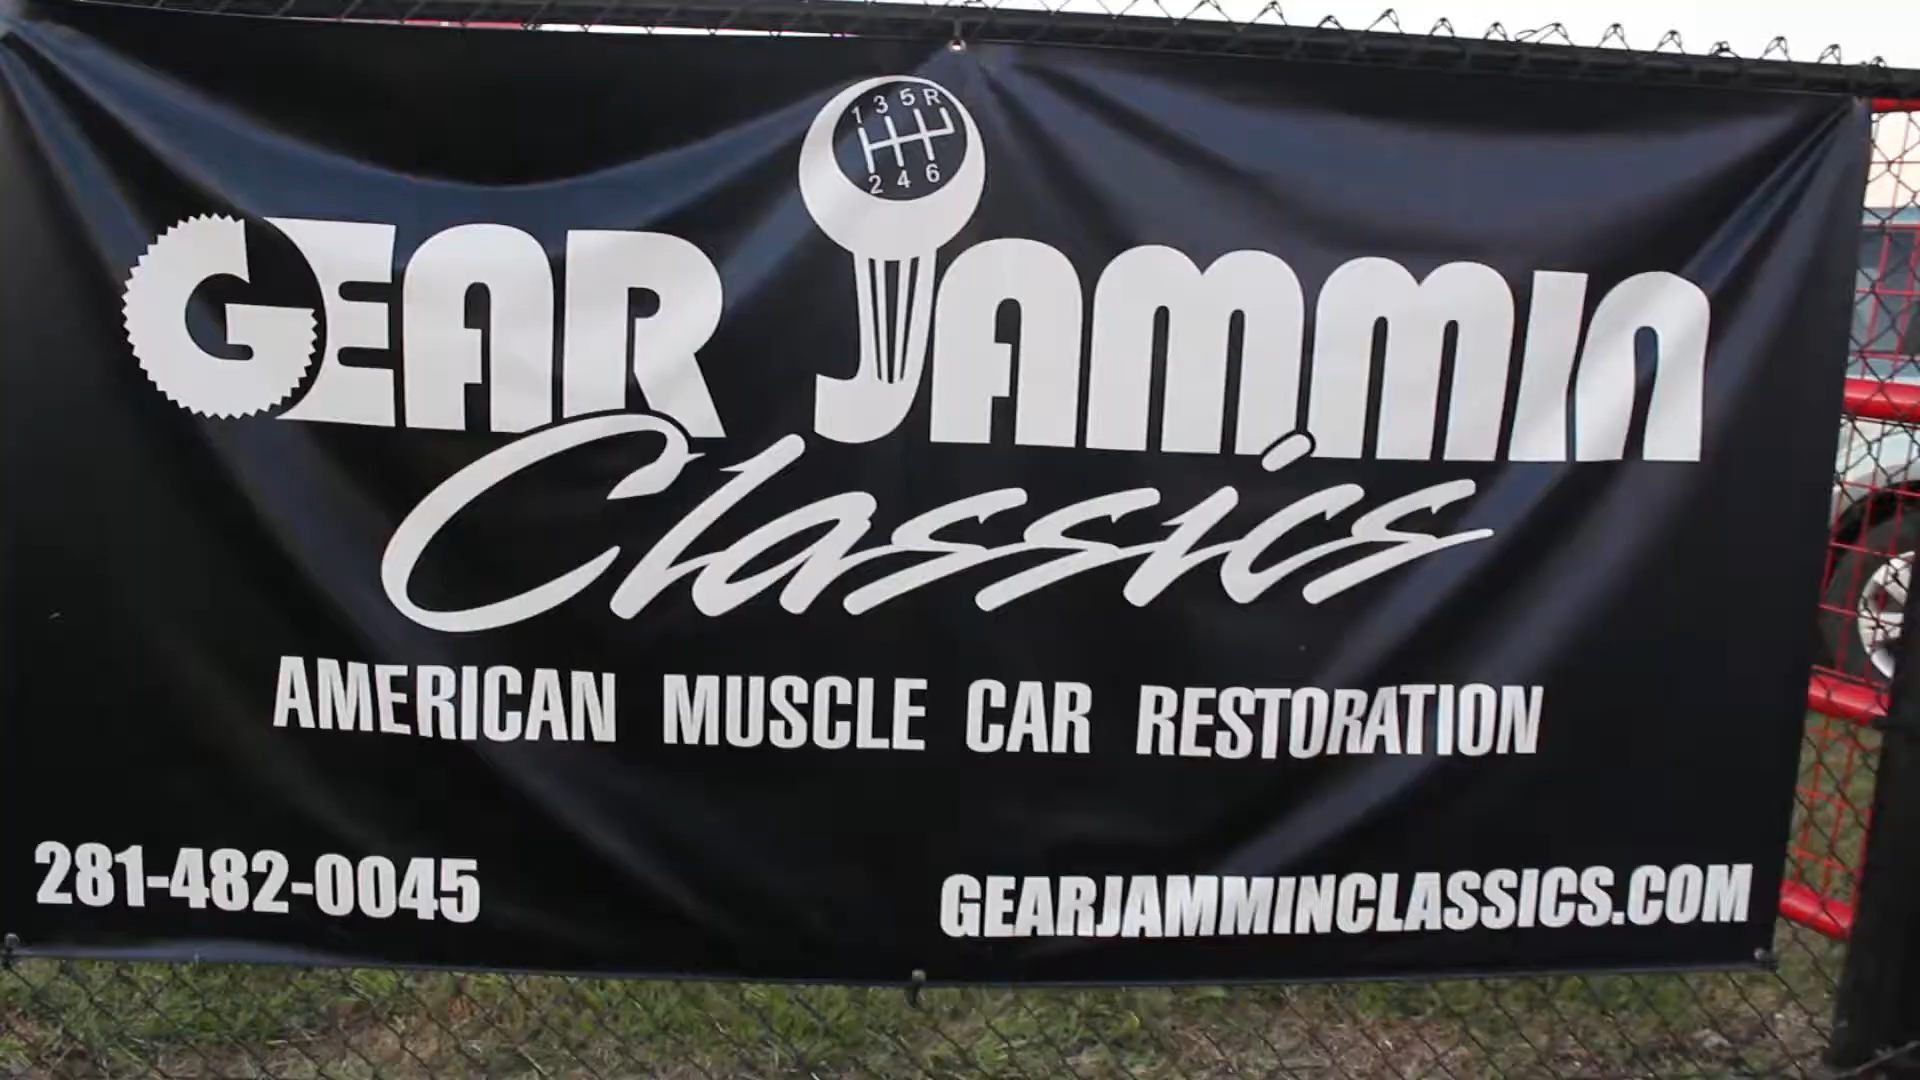 1 3 5 R
2 4 6
GEAR JAMMIN
Classics
AMERICAN MUSCLE CAR RESTORATION
281-482-0045 GEARJAMMINCLASSICS.COM